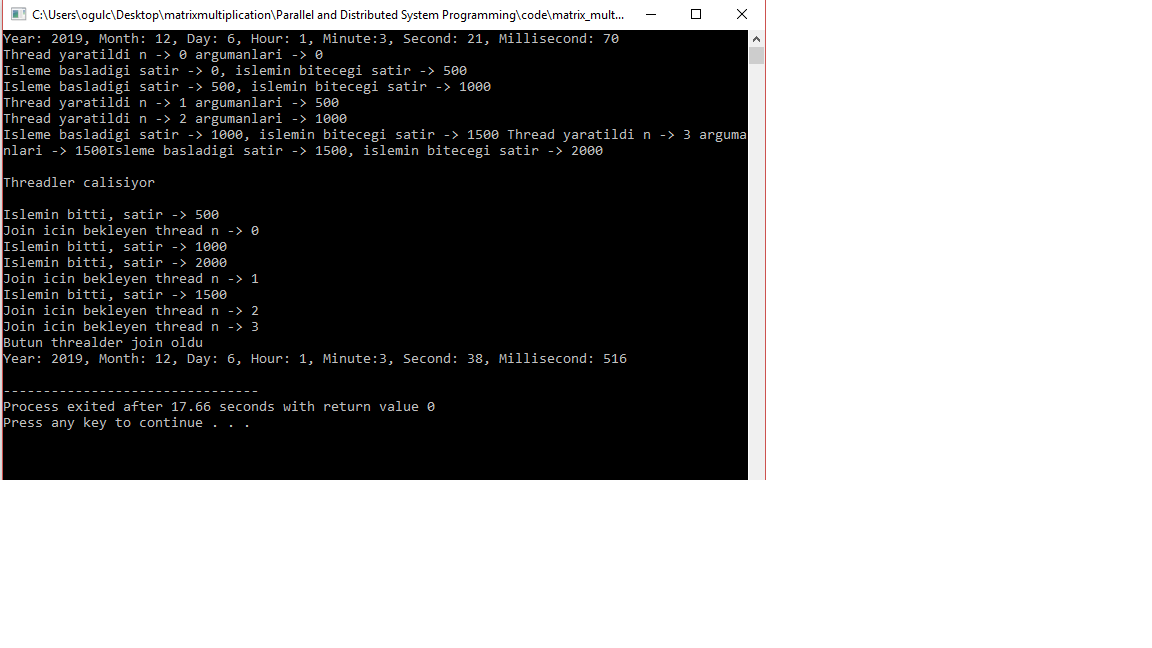 C:\Users\ogulc\Desktop\matrixmultiplication\Parallel and Distributed System Programming\code\matrix_mult...
Year: 2019, Month: 12, Day: 6, Hour: 1, Minute:3, Second: 21, Millisecond: 70
Thread yaratildi n -> 0 argumanlari -> 0
Isleme basladigi satir -> 0, islemin bitecegi satir -> 500
Isleme basladigi satir -> 500, islemin bitecegi satir -> 1000
Thread yaratildi n -> 1 argumanlari -> 500
Thread yaratildi n -> 2 argumanlari -> 1000
Isleme basladigi satir -> 1000, islemin bitecegi satir -> 1500 Thread yaratildi n -> 3 arguma
nlari -> 1500Isleme basladigi satir -> 1500, islemin bitecegi satir -> 2000
Threadler calisiyor
Islemin bitti, satir -> 500
Join icin bekleyen thread n -> 0
Islemin bitti, satir -> 1000
Islemin bitti, satir -> 2000
Join icin bekleyen thread n -> 1
Islemin bitti, satir -> 1500
Join icin bekleyen thread n -> 2
Join icin bekleyen thread n -> 3
Butun threalder join oldu
Year: 2019, Month: 12, Day: 6, Hour: 1, Minute:3, Second: 38, Millisecond: 516
--------------------------------
Process exited after 17.66 seconds with return value 0
Press any key to continue . . .